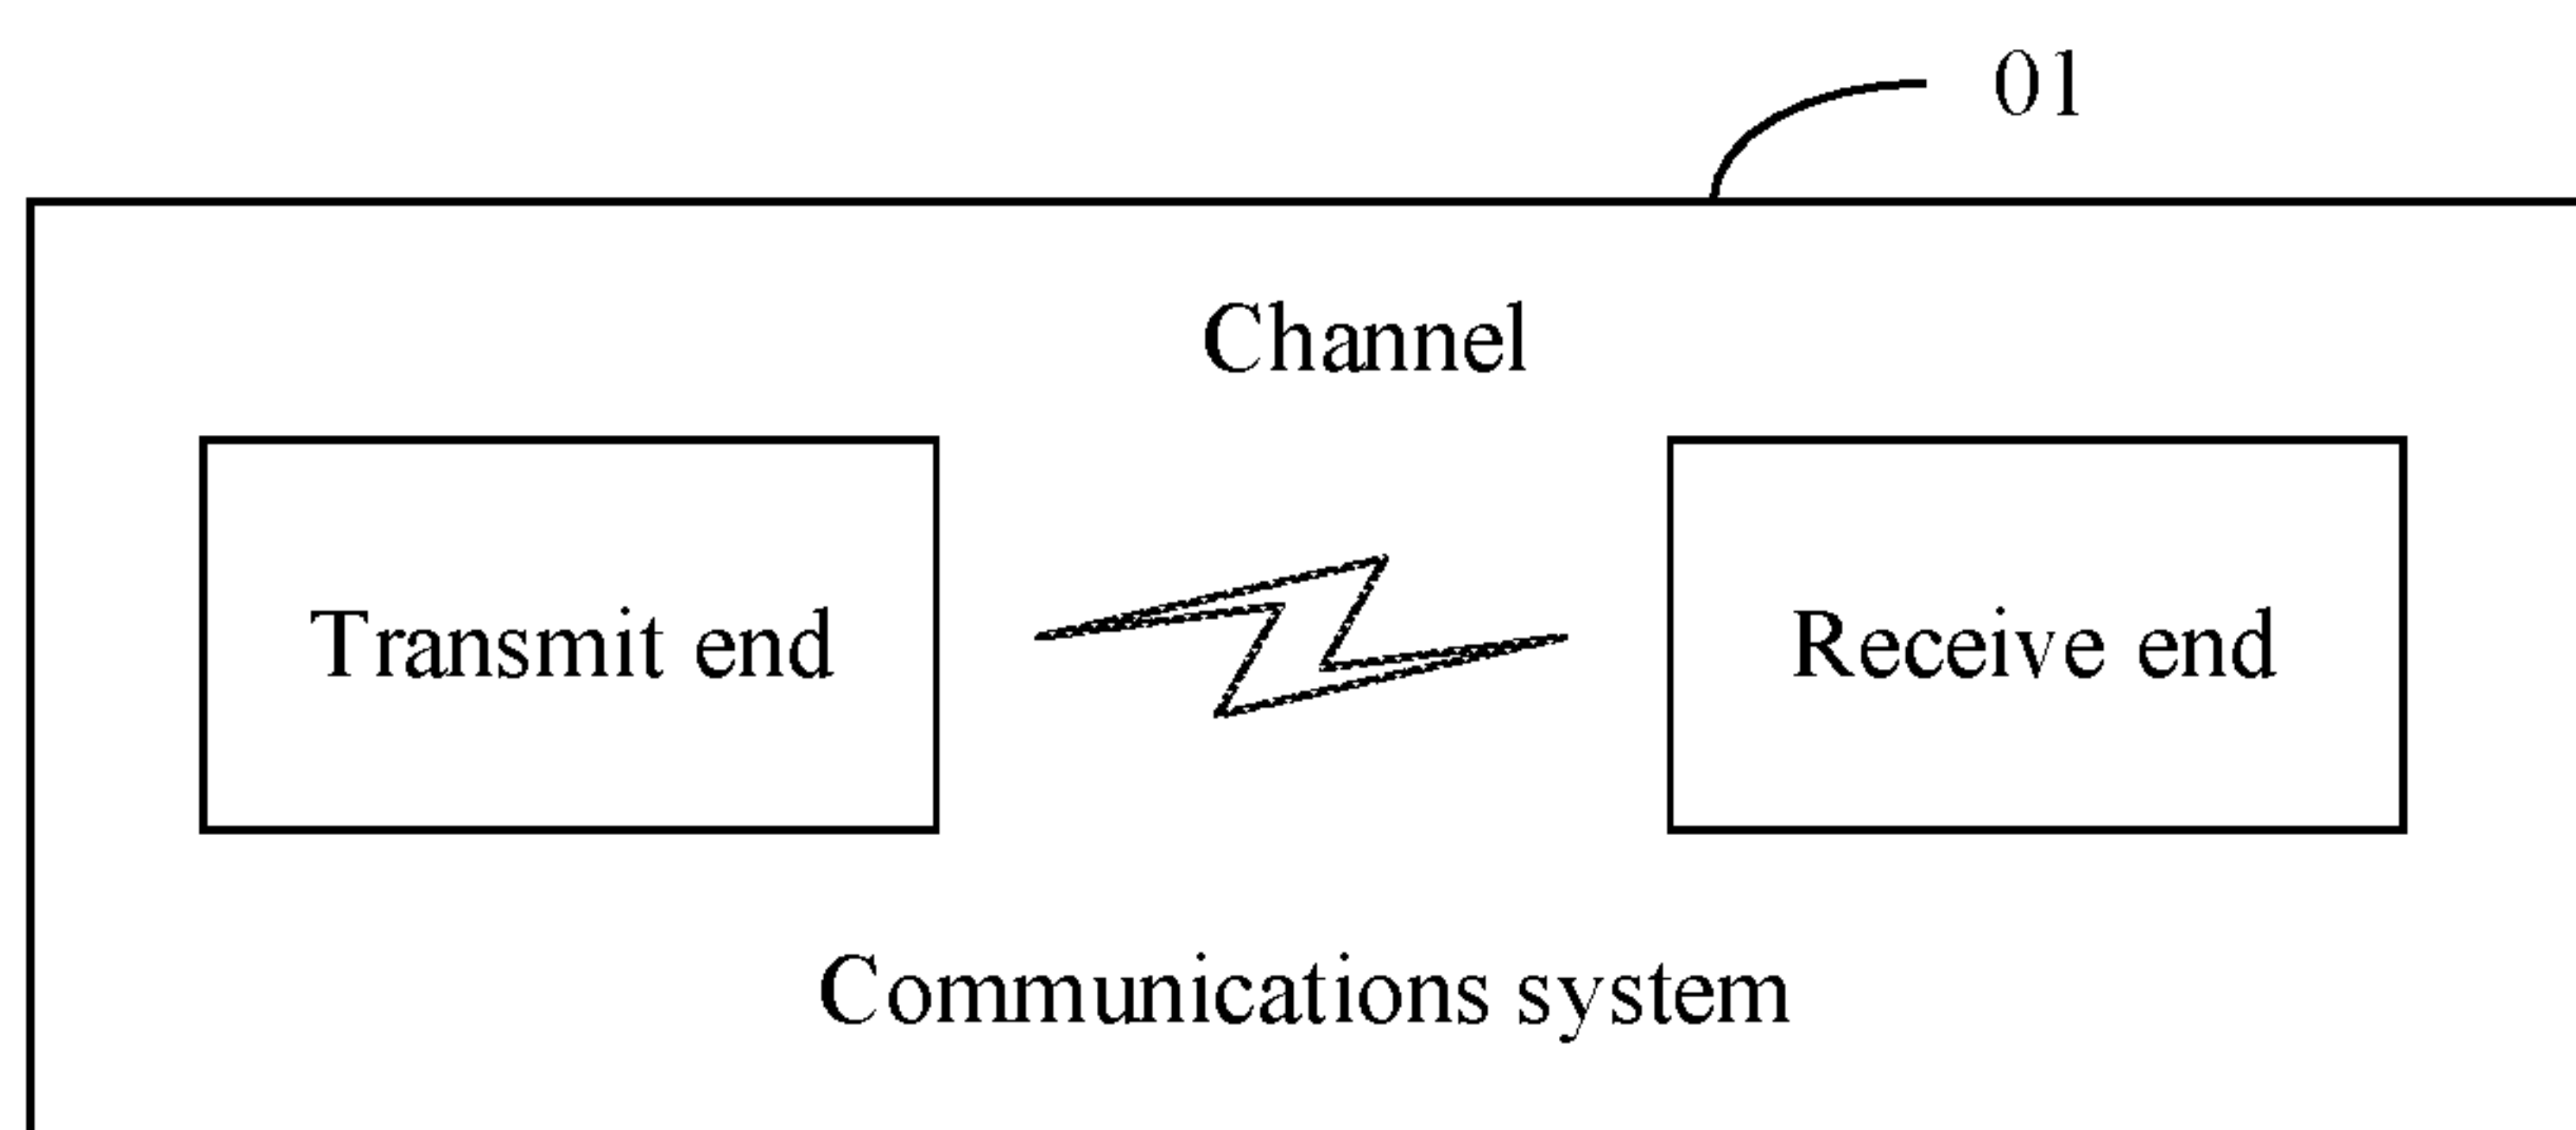 01
Channel
Transmit end
Receive end
Communications system